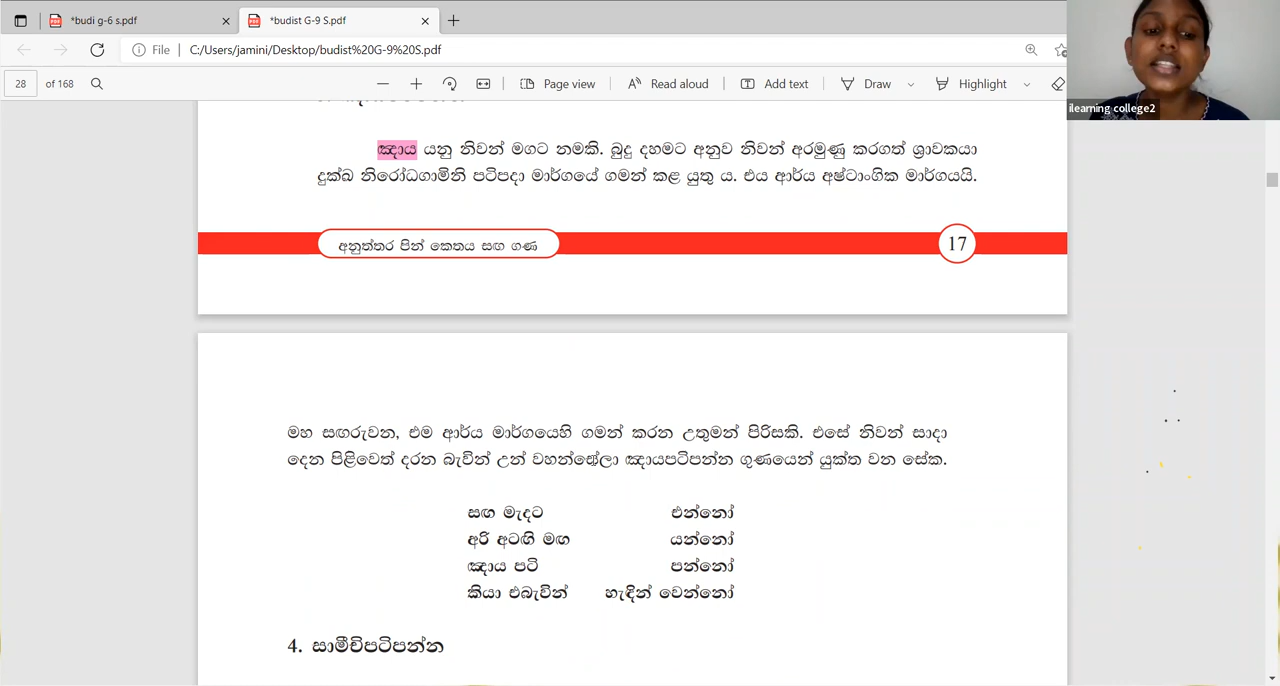 *budi g-6 s.pdf
*budist G-9 S.pdf
File | C:/Users/jamini/Desktop/budist%20G-9%20S.pdf
28 of 168
Page view
Read aloud
Add text
Draw
Highlight
ilearning college2
ඤාය යනු නිවන් මගට නමකි. බුදු දහමට අනුව නිවන් අරමුණු කරගත් ශ්‍රාවකයා
දුක්ඛ නිරෝධගාමිනි පටිපදා මාර්ගයේ ගමන් කළ යුතු ය. එය ආර්ය අෂ්ටාංගික මාර්ගයයි.
අනුත්තර පින් කෙතය සඟ ගණ
17
මහ සඟරුවන, එම ආර්ය මාර්ගයෙහි ගමන් කරන උතුමන් පිරිසකි. එසේ නිවන් සාදා
දෙන පිළිවෙත් දරන බැවින් උන් වහන්සේලා ඤායපටිපන්න ගුණයෙන් යුක්ත වන සේක.
සඟ මැදට එන්නෝ
අරි අටඟි මඟ යන්නෝ
ඤාය පටි පන්නෝ
කියා එබැවින් හැඳින් වෙන්නෝ
4. සාමීචිපටිපන්න